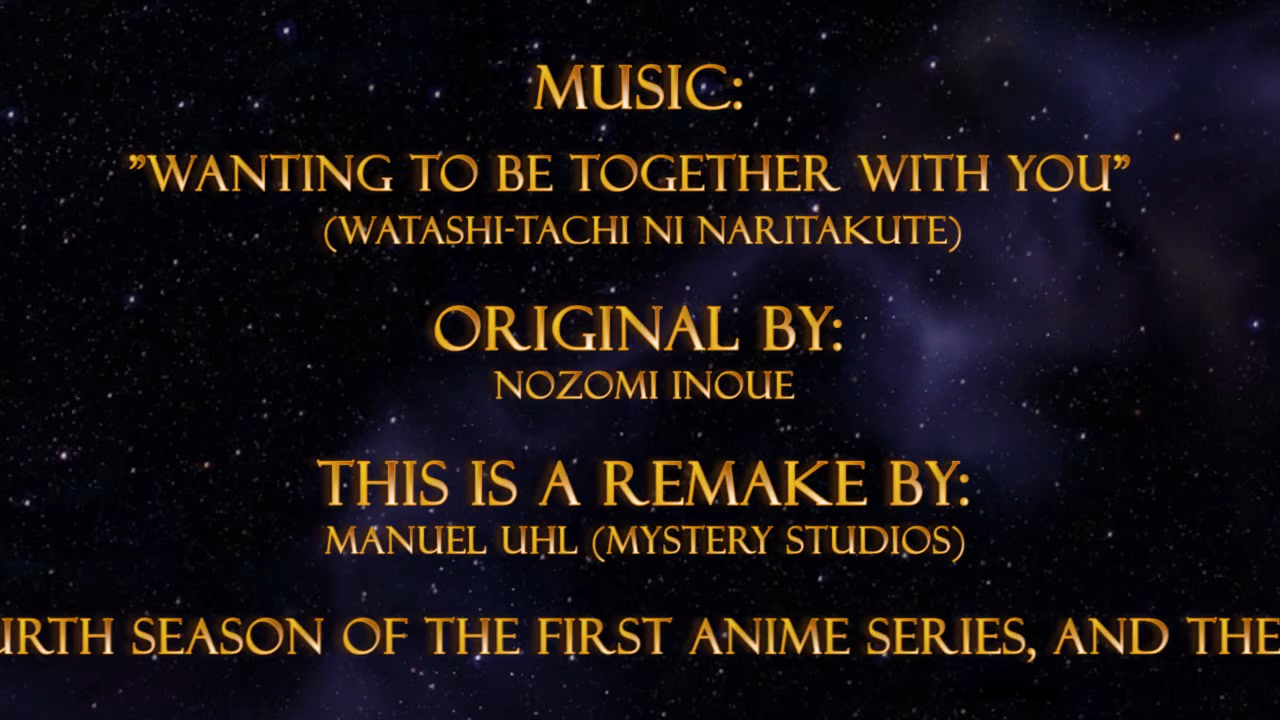 MUSIC:
”WANTING TO BE TOGETHER WITH YOU”
(WATASHI-TACHI NI NARITAKUTE)
ORIGINAL BY:
NOZOMI INOUE
THIS IS A REMAKE BY:
MANUEL UHL (MYSTERY STUDIOS)
SEASON OF THE FIRST ANIME SERIES, AND THE